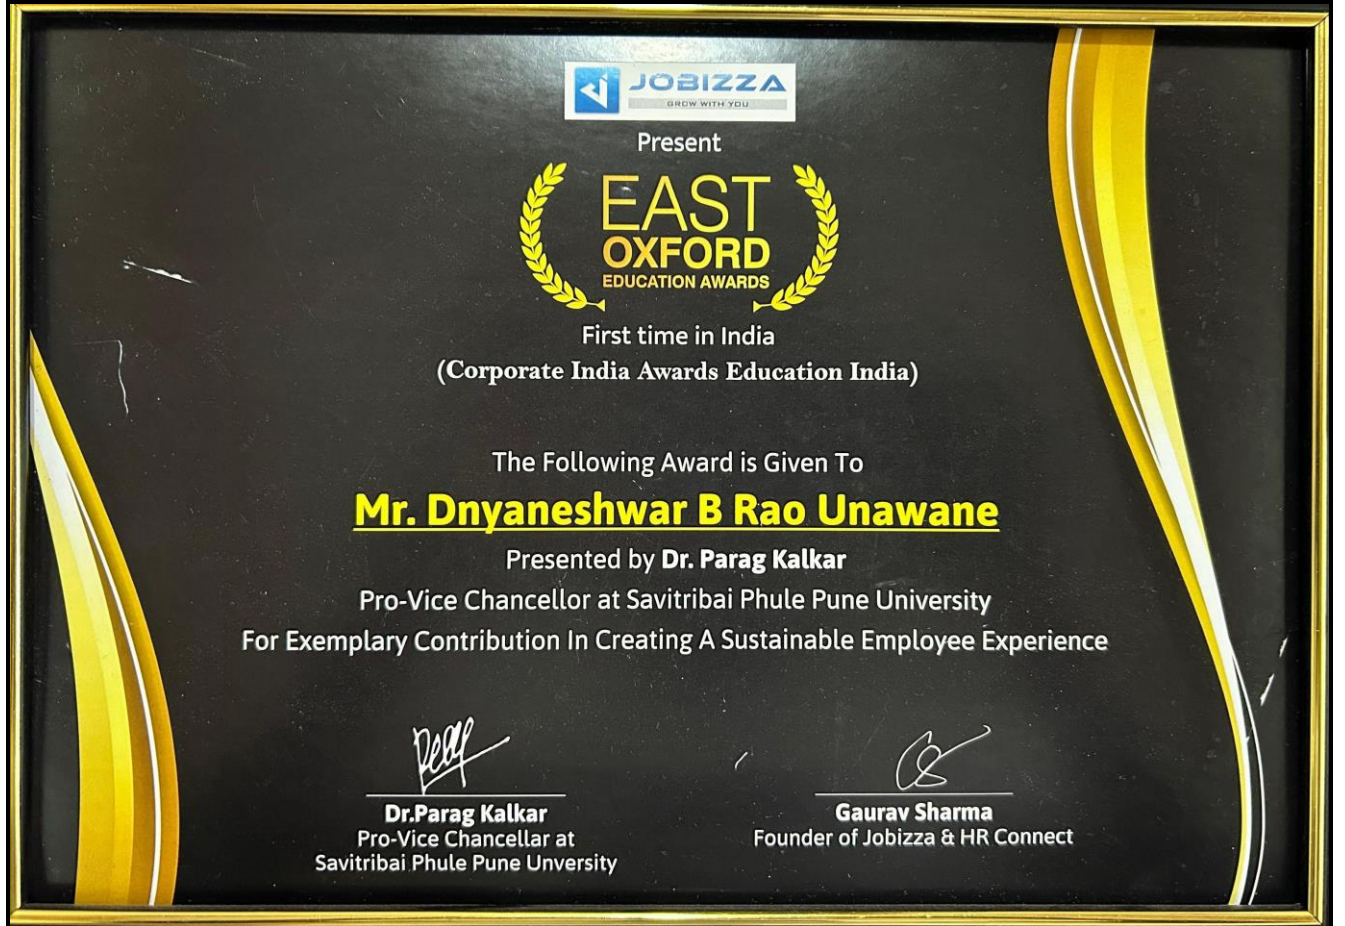 JOBIZZA
GROW WITH YOU
Present
EAST
OXFORD
EDUCATION AWARDS
First time in India
(Corporate India Awards Education India)
The Following Award is Given To
Mr. Dnyaneshwar B Rao Unawane
Presented by Dr. Parag Kalkar
Pro-Vice Chancellor at Savitribai Phule Pune University
For Exemplary Contribution In Creating A Sustainable Employee Experience
Dr.Parag Kalkar
Pro-Vice Chancellar at
Savitribai Phule Pune Unversity
Gaurav Sharma
Founder of Jobizza & HR Connect